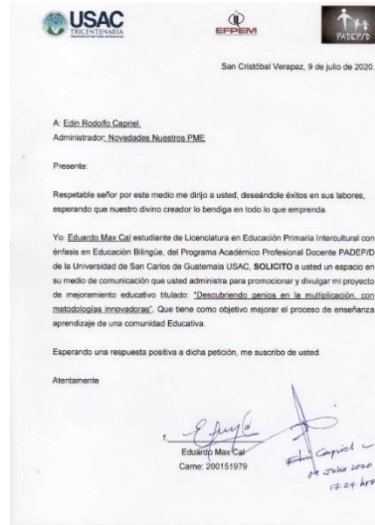 USAC
TRICENTENARIA
EFPEM
PADEP/D
San Cristóbal Verapaz, 9 de julio de 2020.
A: Edin Rodolfo Capriel.
Administrador: Novedades Nuestros PME
Presente:
Respetable señor por este medio me dirijo a usted, deseándole éxitos en sus labores,
esperando que nuestro divino creador lo bendiga en todo lo que emprenda.
Yo: Eduardo Max Cal estudiante de Licenciatura en Educación Primaria Intercultural con
énfasis en Educación Bilingüe, del Programa Académico Profesional Docente PADEP/D
de la Universidad de San Carlos de Guatemala USAC, SOLICITO a usted un espacio en
su medio de comunicación que usted administra para promocionar y divulgar mi proyecto
de mejoramiento educativo titulado: "Descubriendo genios en la multiplicación, con
metodologías innovadoras". Que tiene como objetivo mejorar el proceso de enseñanza
aprendizaje de una comunidad Educativa.
Esperando una respuesta positiva a dicha petición, me suscribo de usted.
Atentamente
f.
Eduardo Max Cal
Carne: 200151979
Edin Capriel
09 Julio 2020
17:24 hrs